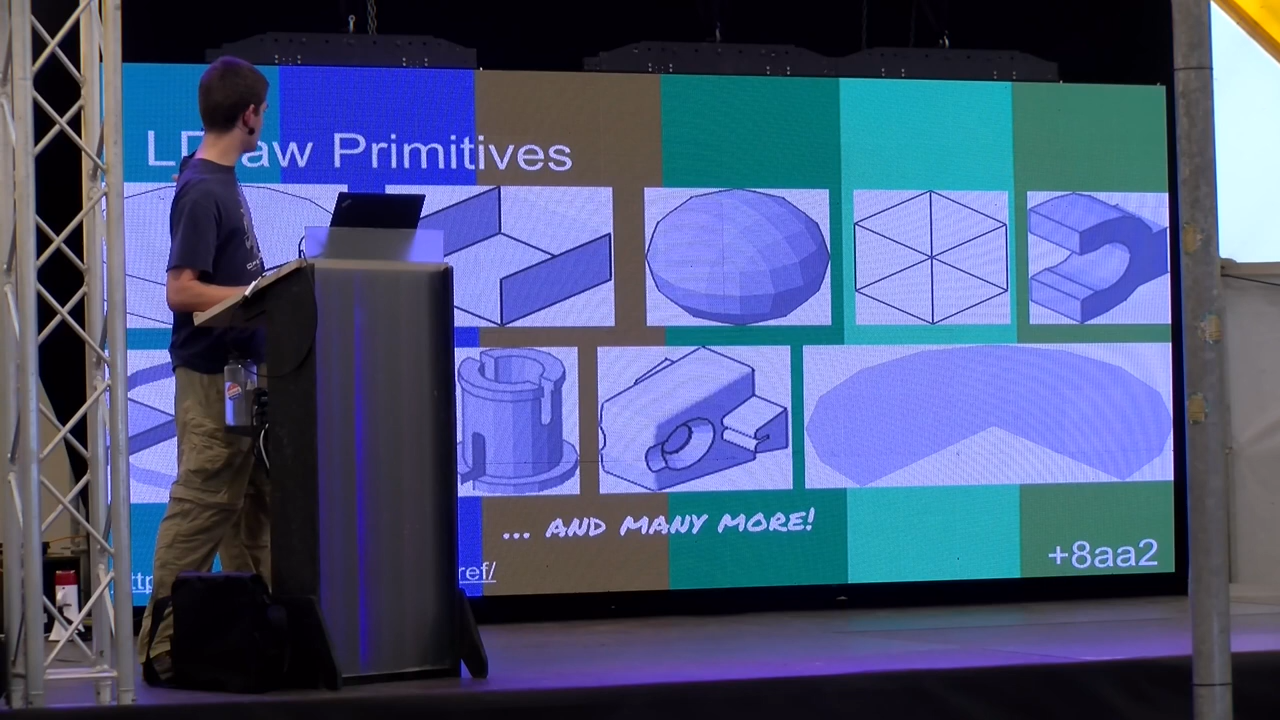 LDraw Primitives
... AND MANY MORE!
ref/
+8aa2